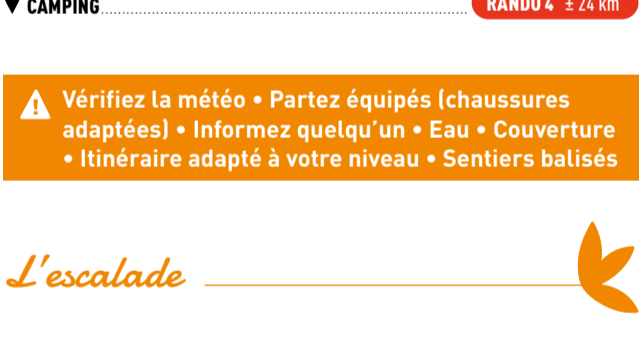 ▼ CAMPING RANDO 4 ± 24 km
Vérifiez la météo • Partez équipés (chaussures
adaptées) • Informez quelqu'un • Eau • Couverture
• Itinéraire adapté à votre niveau • Sentiers balisés
L'escalade